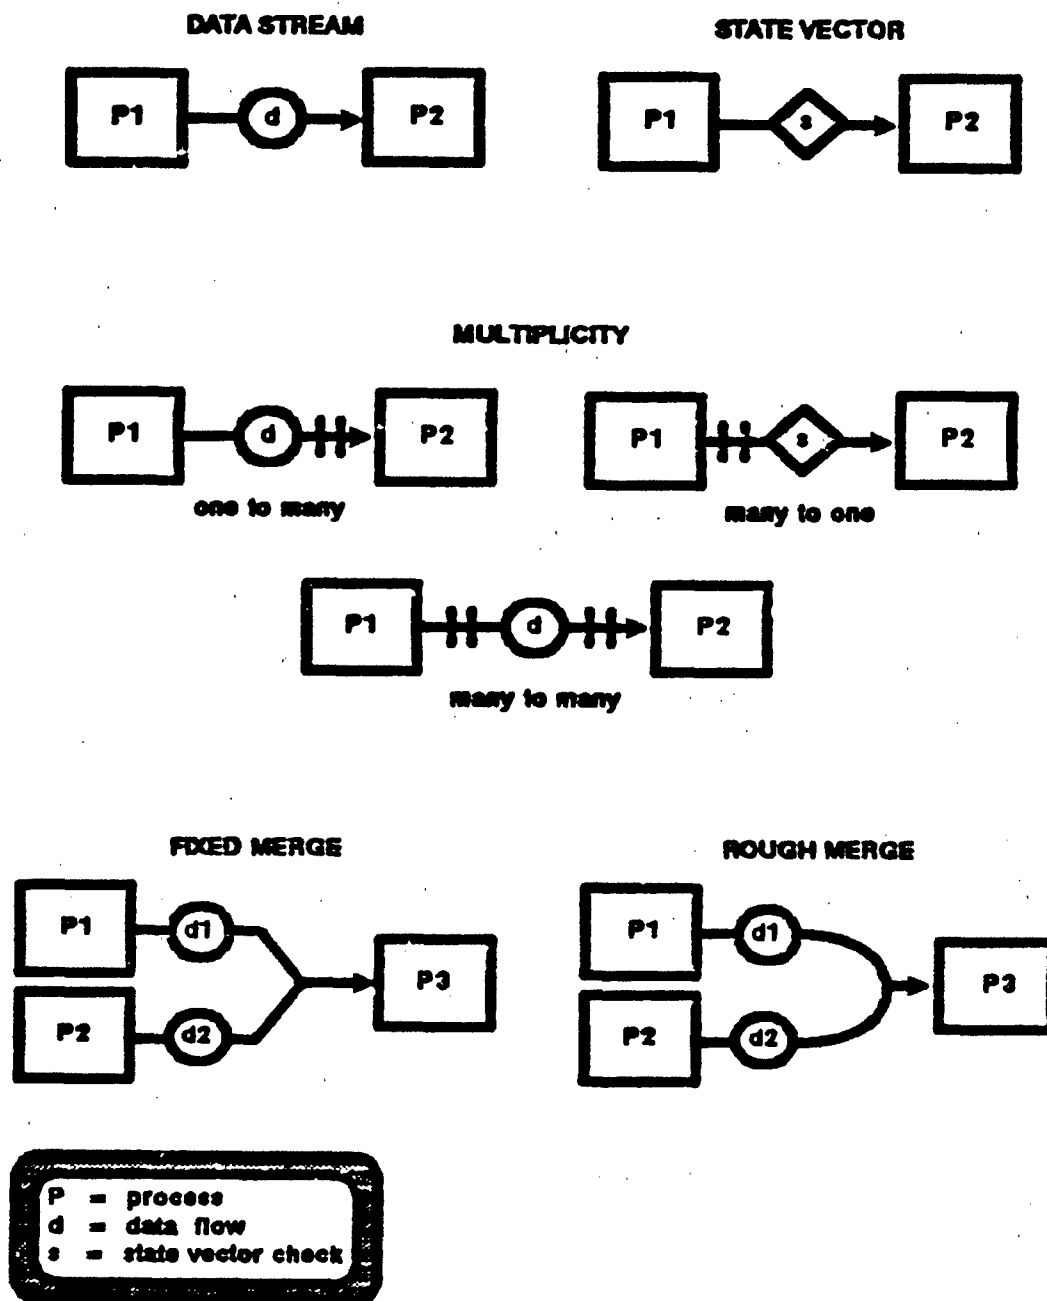 DATA STREAM
STATE VECTOR
P1 d P2
P1 s P2
MULTIPLICITY
P1 d P2
P1 s P2
one to many
many to one
P1 d P2
many to many
FIXED MERGE
ROUGH MERGE
P1 d1
P2 d2
P3
P1 d1
P2 d2
P3
P = process
d = data flow
s = state vector check